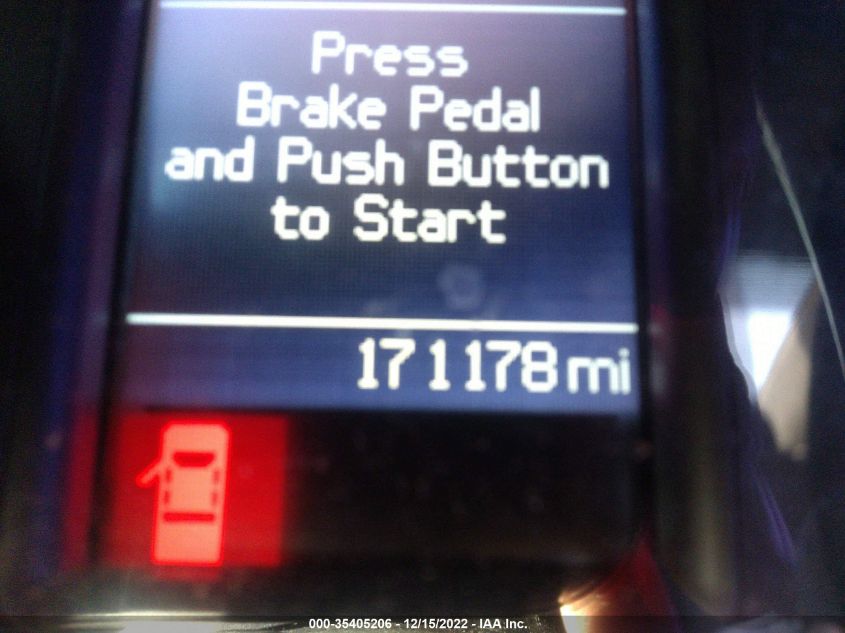 Press
Brake Pedal
and Push Button
to Start
171178 mi
000-35405206 - 12/15/2022 - IAA Inc.